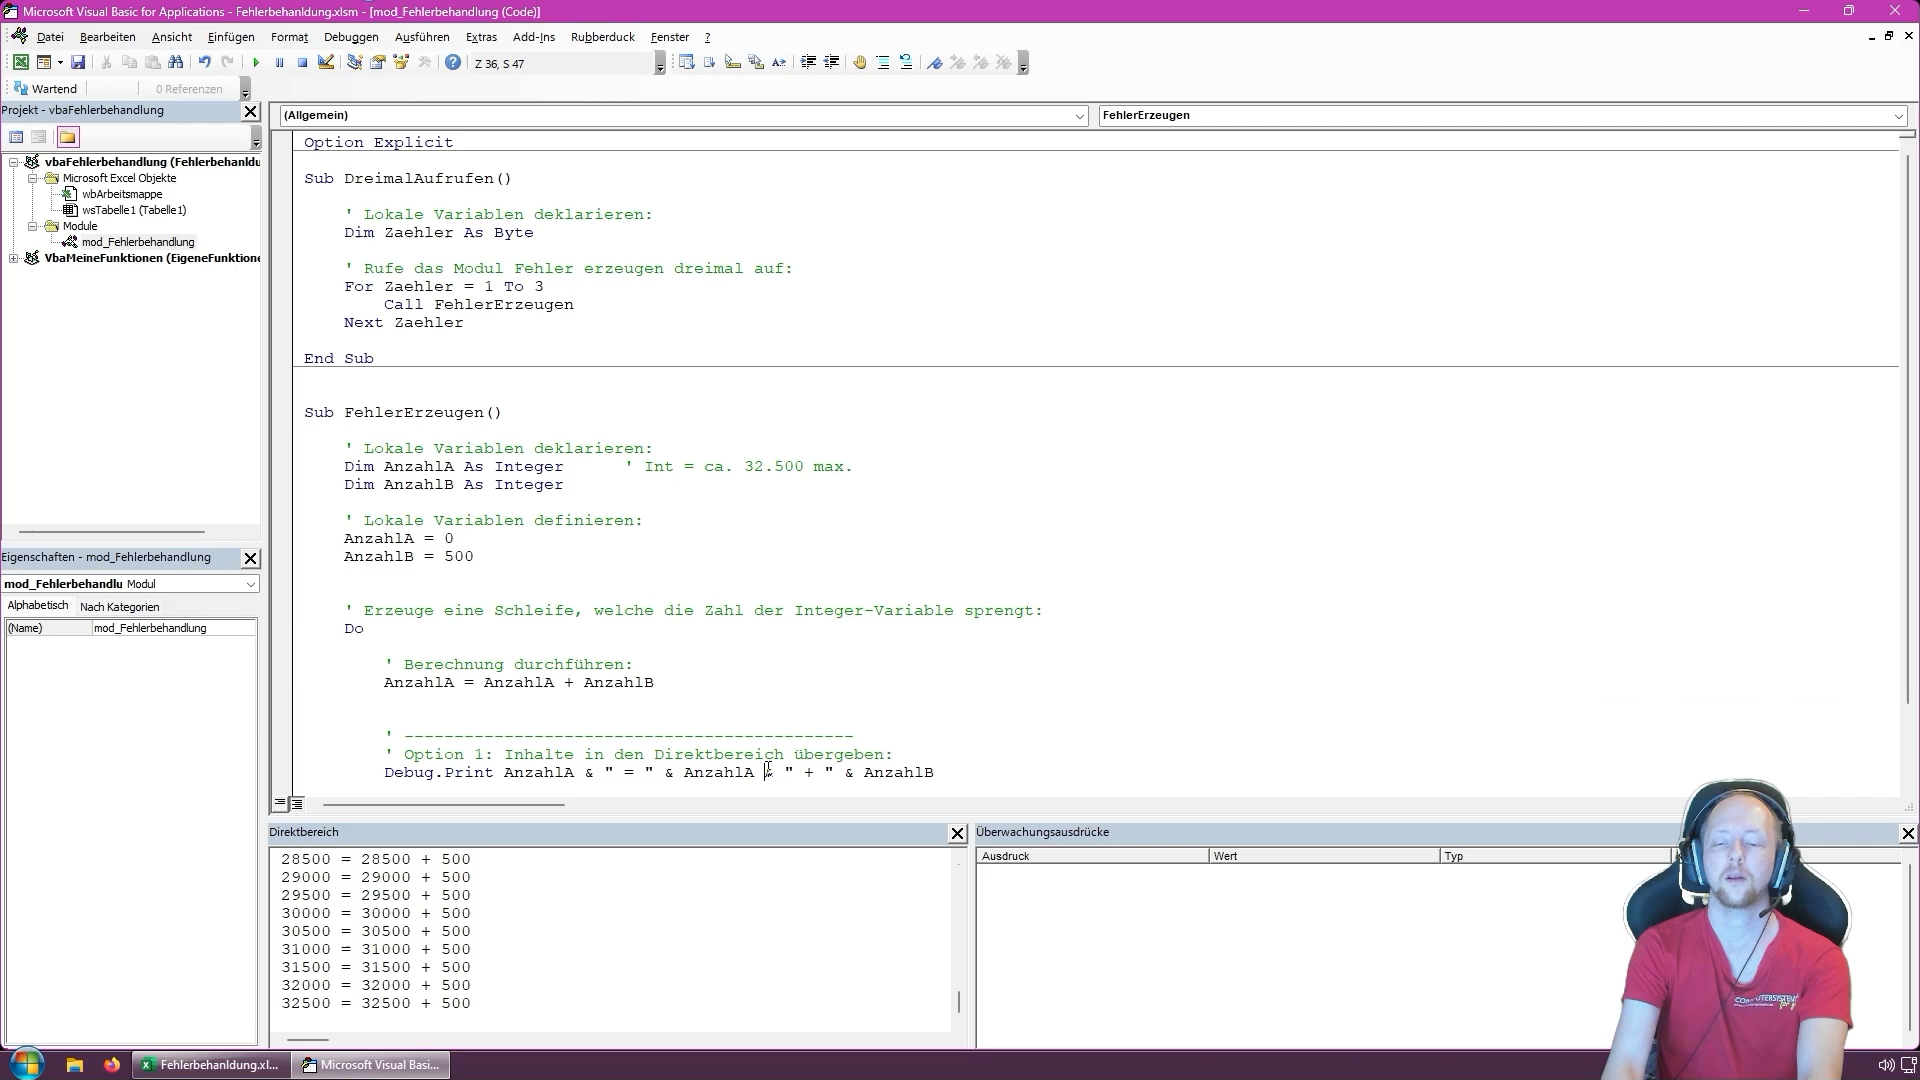 Microsoft Visual Basic for Applications - Fehlerbehanldung.xlsm - [mod_Fehlerbehandlung (Code)]
Datei Bearbeiten Ansicht Einfügen Format Debuggen Ausführen Extras Add-Ins Rubberduck Fenster ?
Z 36, S 47
Wartend 0 Referenzen
Projekt - vbaFehlerbehandlung
vbaFehlerbehandlung (Fehlerbehanldu
Microsoft Excel Objekte
wbArbeitsmappe
wsTabelle1 (Tabelle1)
Module
mod_Fehlerbehandlung
VbaMeineFunktionen (EigeneFunktione
Eigenschaften - mod_Fehlerbehandlung
mod_Fehlerbehandlu Modul
Alphabetisch Nach Kategorien
(Name) mod_Fehlerbehandlung
(Allgemein) FehlerErzeugen
Option Explicit
Sub DreimalAufrufen()
' Lokale Variablen deklarieren:
Dim Zaehler As Byte
' Rufe das Modul Fehler erzeugen dreimal auf:
For Zaehler = 1 To 3
Call FehlerErzeugen
Next Zaehler
End Sub
Sub FehlerErzeugen()
' Lokale Variablen deklarieren:
Dim AnzahlA As Integer ' Int = ca. 32.500 max.
Dim AnzahlB As Integer
' Lokale Variablen definieren:
AnzahlA = 0
AnzahlB = 500
' Erzeuge eine Schleife, welche die Zahl der Integer-Variable sprengt:
Do
' Berechnung durchführen:
AnzahlA = AnzahlA + AnzahlB
' ---------------------------------------------
' Option 1: Inhalte in den Direktbereich übergeben:
Debug.Print AnzahlA & " = " & AnzahlA & " + " & AnzahlB
Direktbereich
28500 = 28500 + 500
29000 = 29000 + 500
29500 = 29500 + 500
30000 = 30000 + 500
30500 = 30500 + 500
31000 = 31000 + 500
31500 = 31500 + 500
32000 = 32000 + 500
32500 = 32500 + 500
Überwachungsausdrücke
Ausdruck Wert Typ
Fehlerbehanldung.xl... Microsoft Visual Basi...